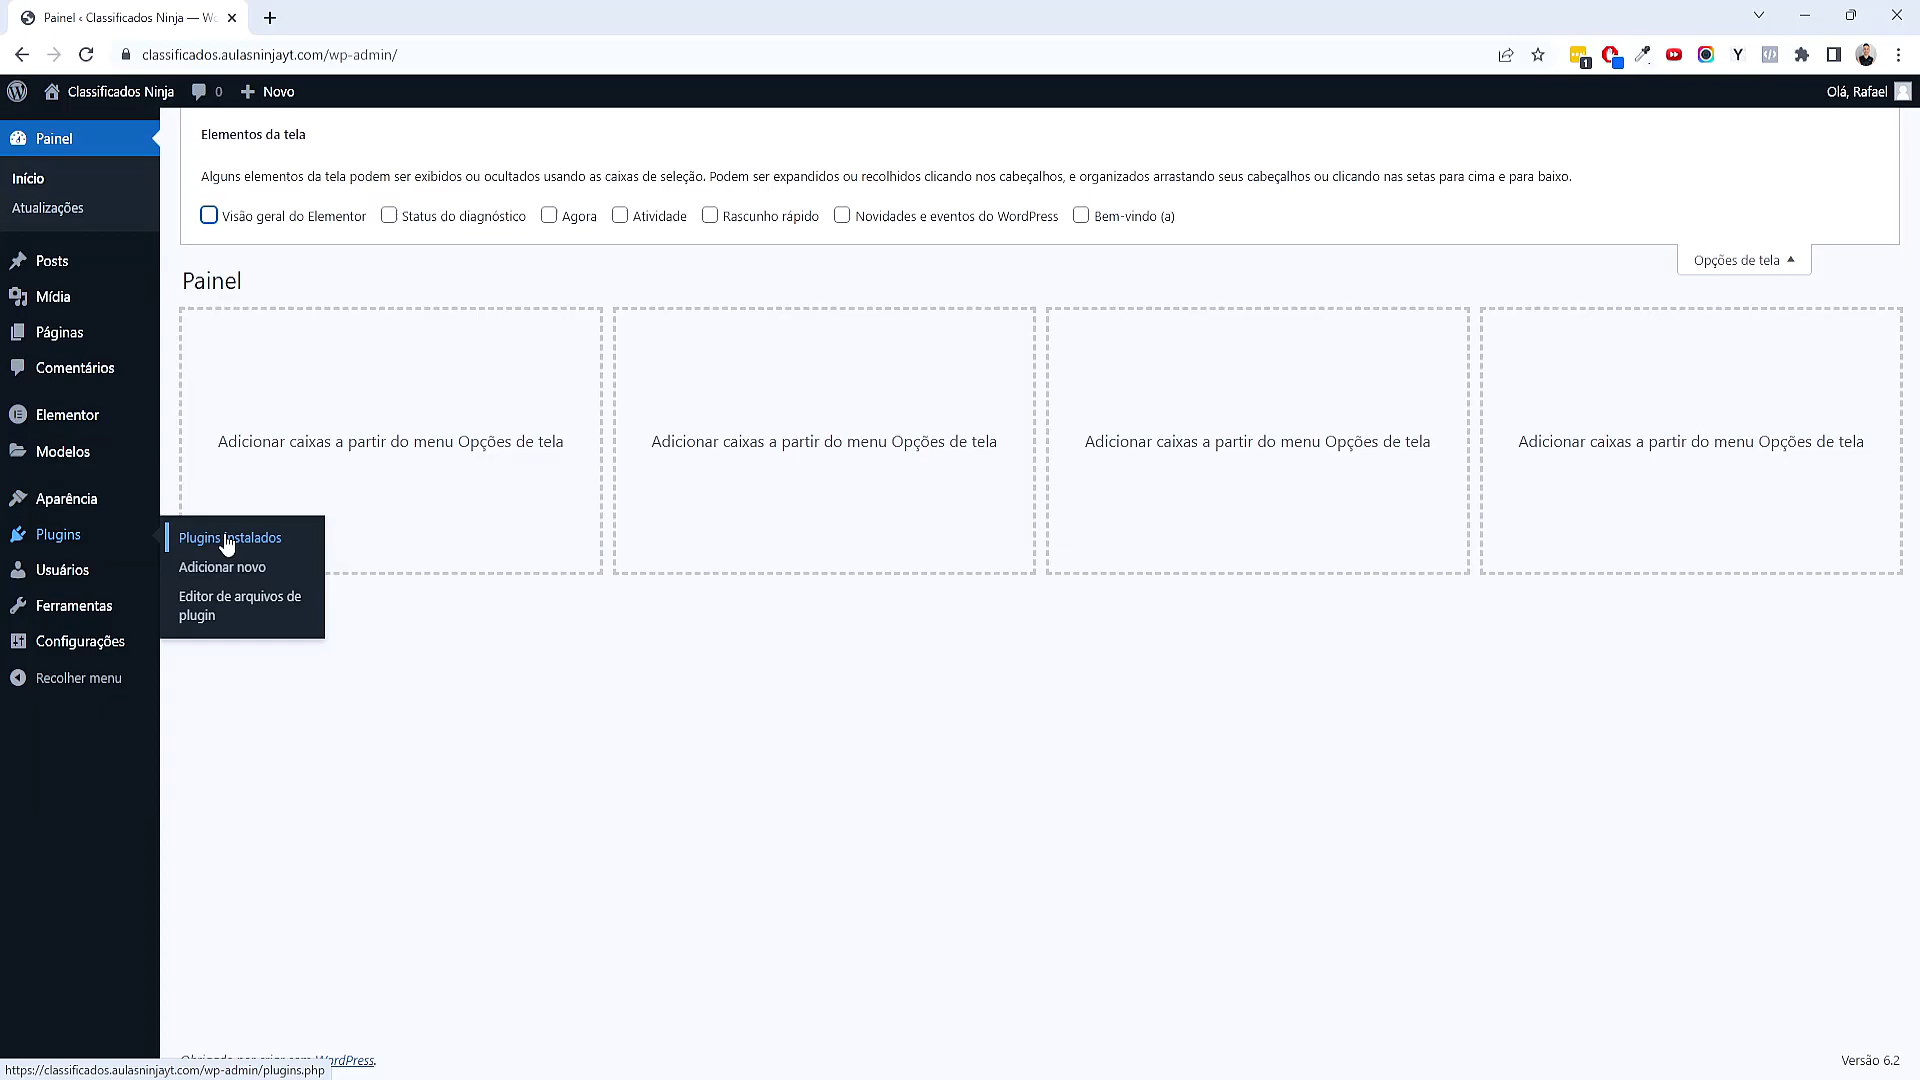 Painel ‹ Classificados Ninja — Wo
classificados.aulasninjayt.com/wp-admin/
1
Y
Classificados Ninja
0
Novo
Olá, Rafael
Painel
Início
Atualizações
Posts
Mídia
Páginas
Comentários
Elementor
Modelos
Aparência
Plugins
Usuários
Ferramentas
Configurações
Recolher menu
Plugins instalados
Adicionar novo
Editor de arquivos de
plugin
Elementos da tela
Alguns elementos da tela podem ser exibidos ou ocultados usando as caixas de seleção. Podem ser expandidos ou recolhidos clicando nos cabeçalhos, e organizados arrastando seus cabeçalhos ou clicando nas setas para cima e para baixo.
Visão geral do Elementor Status do diagnóstico Agora Atividade Rascunho rápido Novidades e eventos do WordPress Bem-vindo (a)
Opções de tela
Painel
Adicionar caixas a partir do menu Opções de tela
Adicionar caixas a partir do menu Opções de tela
Adicionar caixas a partir do menu Opções de tela
Adicionar caixas a partir do menu Opções de tela
WordPress.
Versão 6.2
https://classificados.aulasninjayt.com/wp-admin/plugins.php